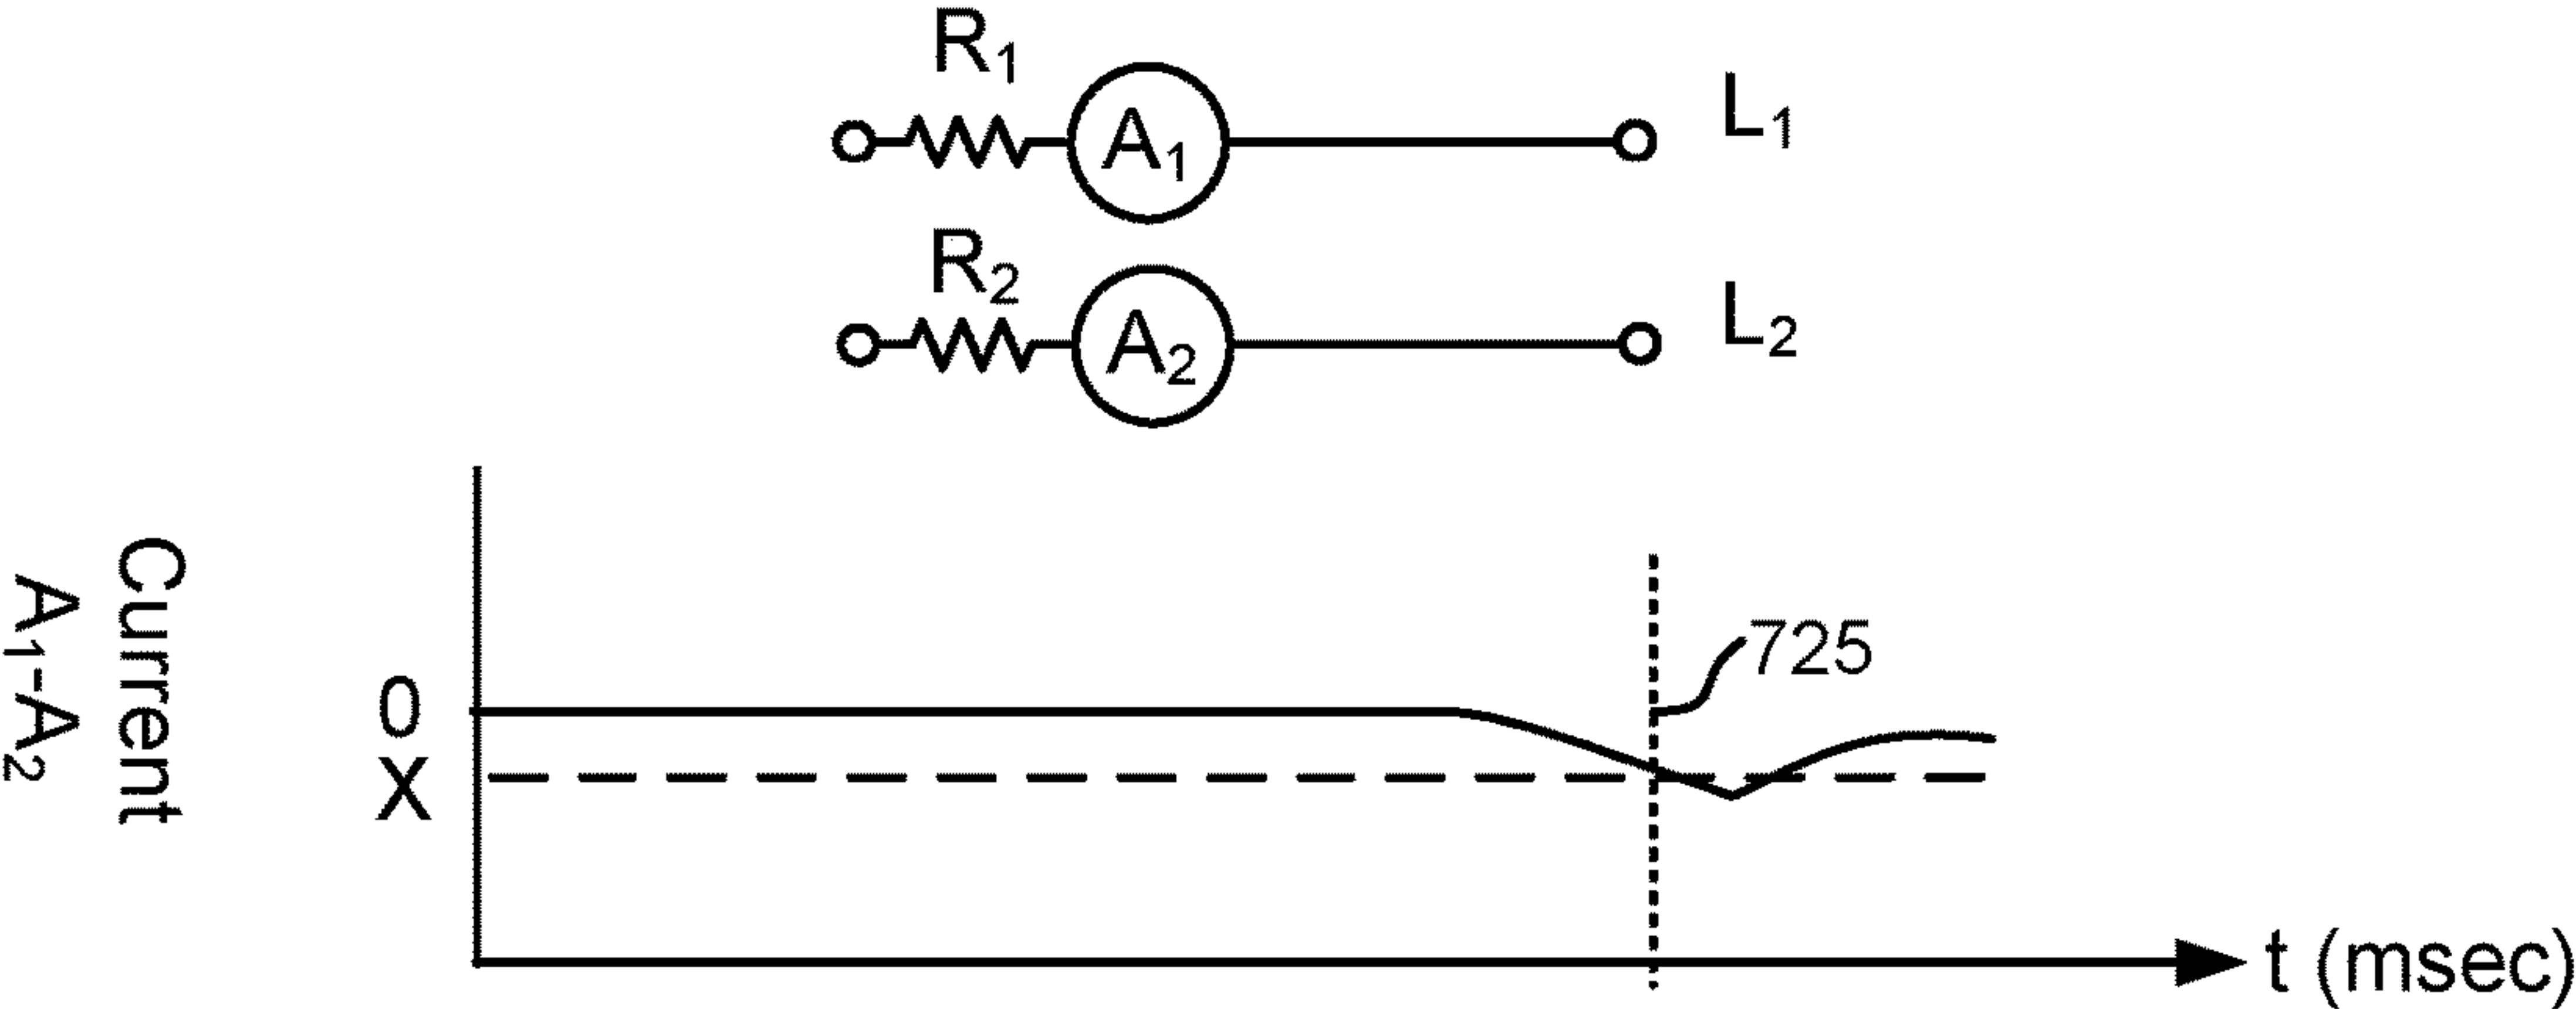 R₁
A₁
L₁
R₂
A₂
L₂
Current
A₁-A₂
725
0
X
t (msec)